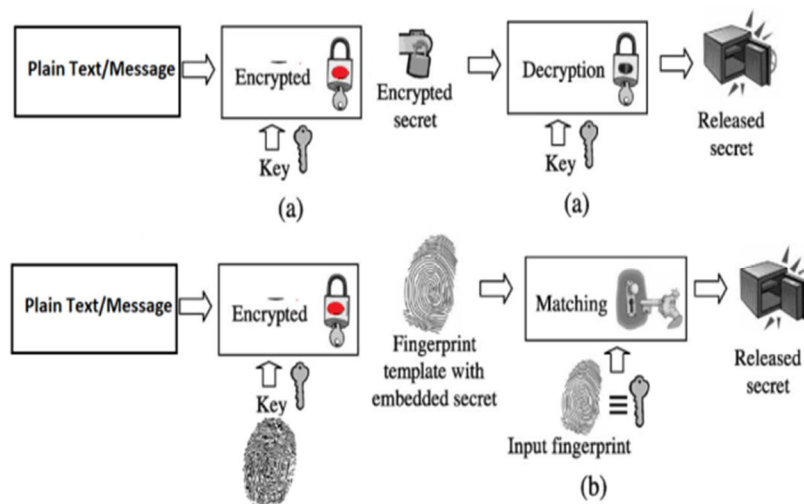 Plain Text/Message
Encrypted
Key
(a)
Encrypted
secret
Decryption
Key
(a)
Released
secret
Plain Text/Message
Encrypted
Key
Fingerprint
template with
embedded secret
Matching
Input fingerprint
(b)
Released
secret